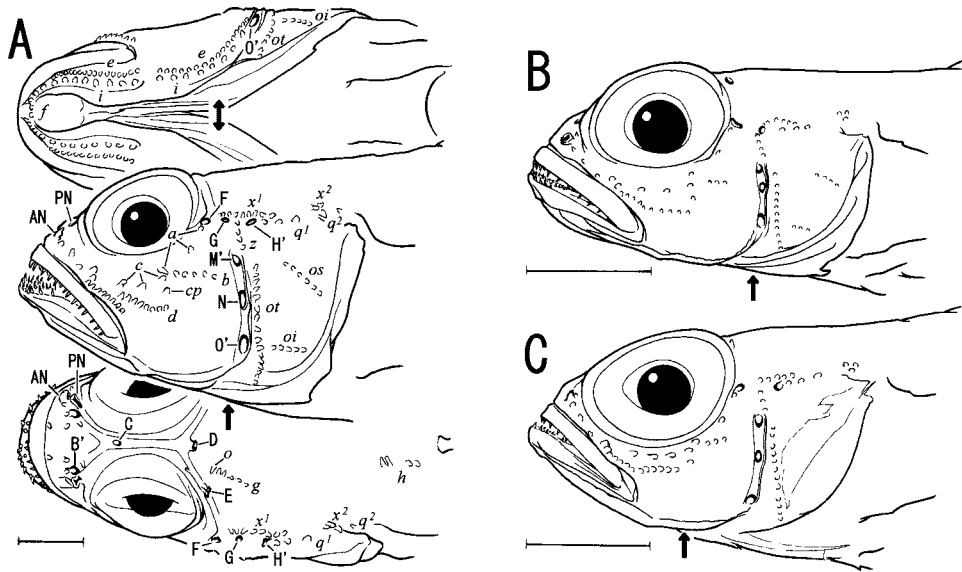 A
oi
O'
ot
e
e
i
i
f
B
PN
AN
F
x¹
x²
a
q¹
q²
G
H'
z
M'
c
b
os
cp
N
ot
d
O'
oi
C
PN
AN
C
D
B'
o
g
h
E
x¹
x²
q²
F
G
H'
q¹